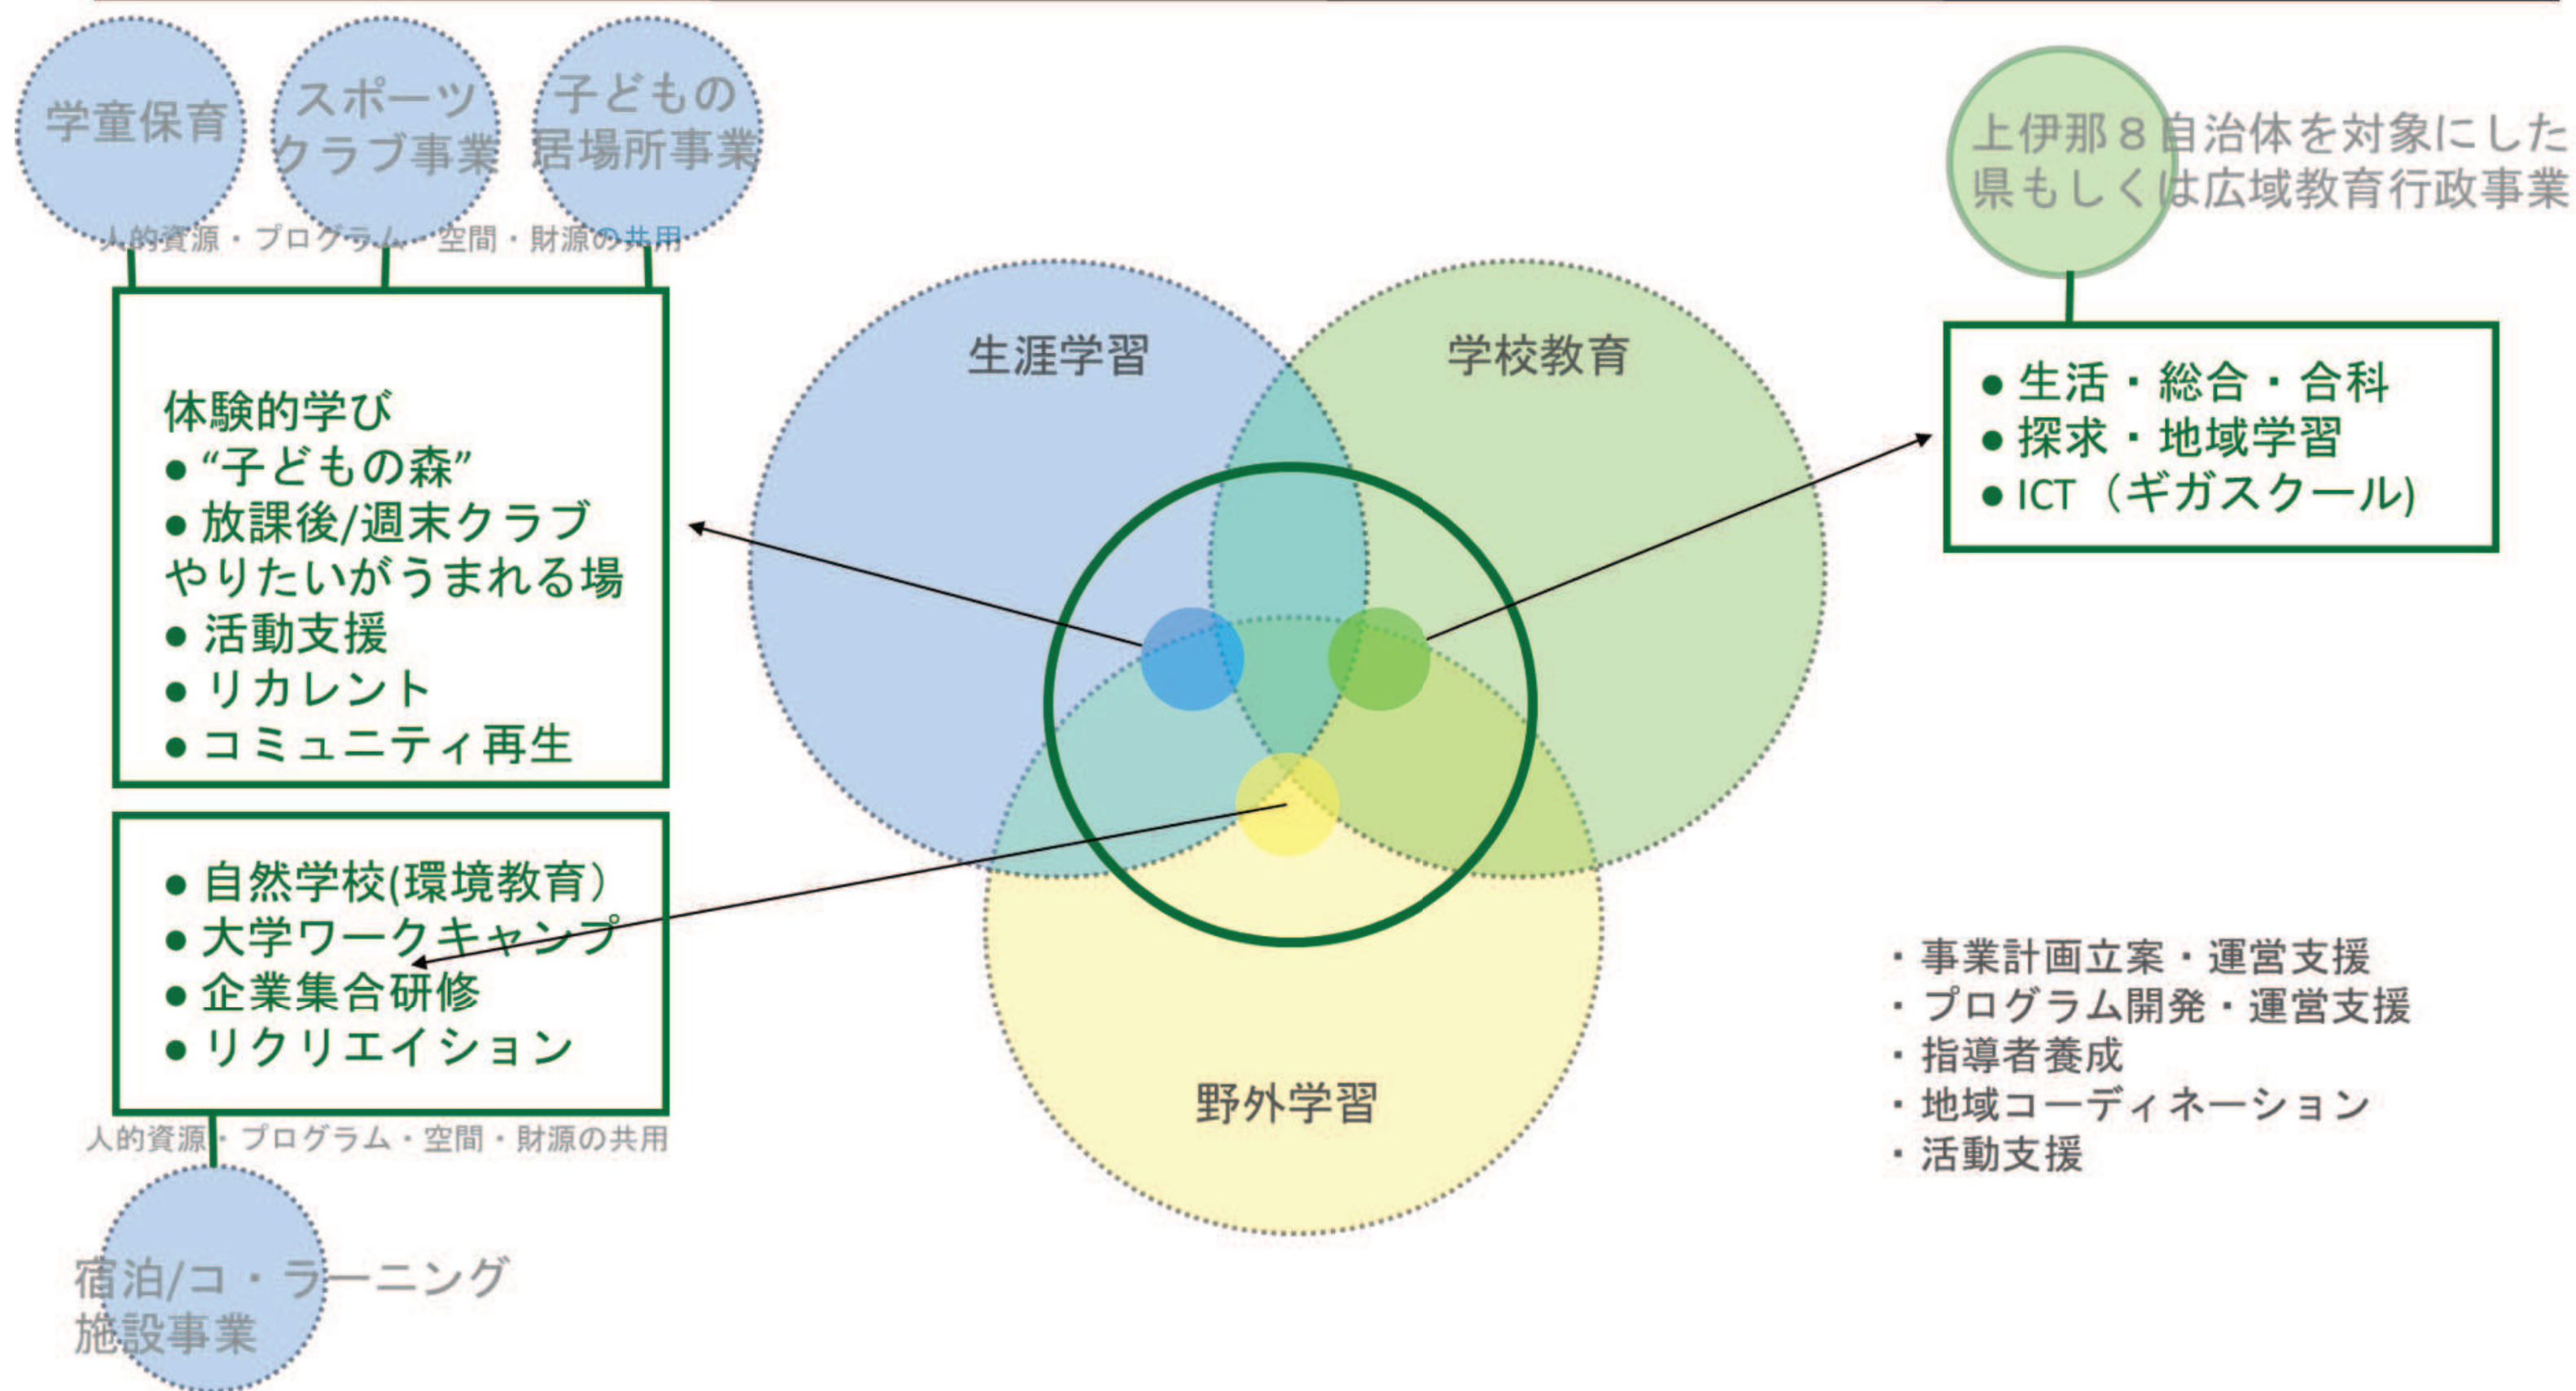 学童保育
スポーツ
クラブ事業
子どもの
居場所事業
人的資源・プログラム・空間・財源の共用
体験的学び
● “子どもの森”
● 放課後/週末クラブ
やりたいがうまれる場
● 活動支援
● リカレント
● コミュニティ再生
● 自然学校(環境教育）
● 大学ワークキャンプ
● 企業集合研修
● リクリエイション
人的資源・プログラム・空間・財源の共用
宿泊/コ・ラーニング
施設事業
生涯学習
学校教育
野外学習
上伊那８自治体を対象にした
県もしくは広域教育行政事業
● 生活・総合・合科
● 探求・地域学習
● ICT（ギガスクール)
・事業計画立案・運営支援
・プログラム開発・運営支援
・指導者養成
・地域コーディネーション
・活動支援